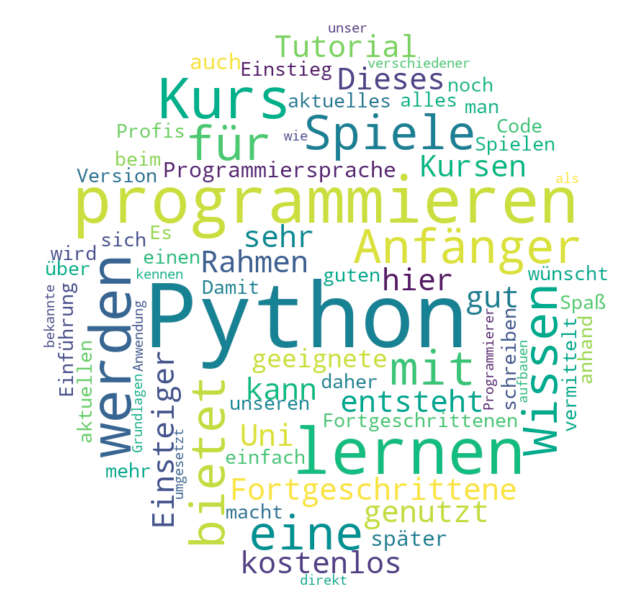 unser
Tutorial
verschiedener
auch
Einstieg
Dieses
noch
Kurs
aktuelles
alles
man
Profis
für
wie
Spiele
Code
Spielen
beim
Version
Programmiersprache
Kursen
als
programmieren
Es
sich
sehr
Anfänger
wird
über
einen
Rahmen
kennen
Damit
guten
hier
gut
wünscht
Spaß
bekannte
Einführung
werden
Anwendung
Python
Programmierer
schreiben
Wissen
vermittelt
anhand
aktuellen
Grundlagen
Einsteiger
geeignete
mit
aufbauen
bietet
kann
daher
unseren
entsteht
Uni
Fortgeschrittenen
mehr
umgesetzt
einfach
lernen
Fortgeschrittene
macht
genutzt
eine
später
kostenlos
direkt